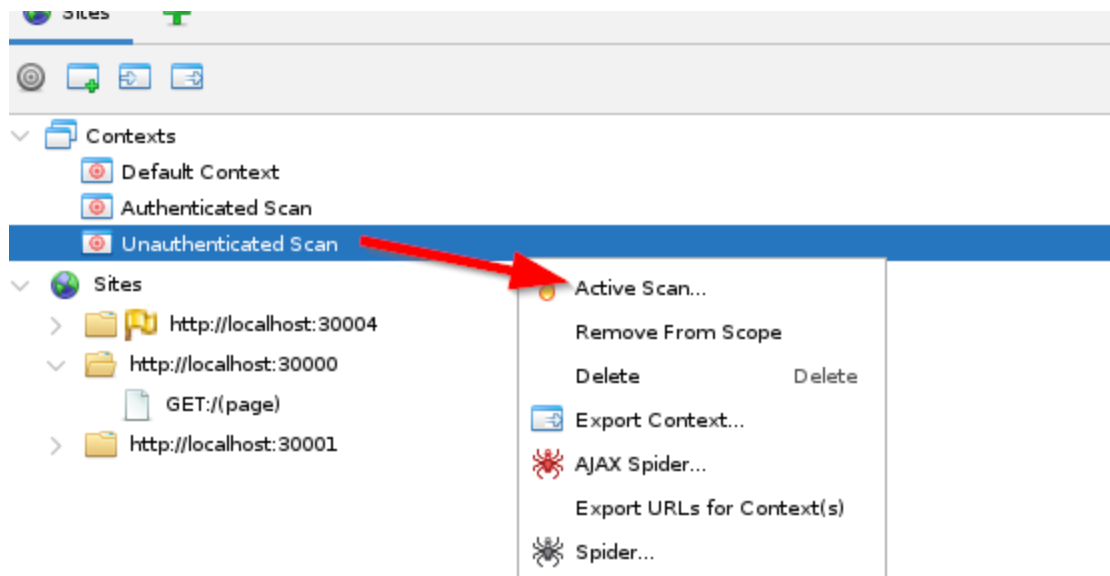 Sites
Contexts
Default Context
Authenticated Scan
Unauthenticated Scan
Sites
http://localhost:30004
http://localhost:30000
GET:/(page)
http://localhost:30001
Active Scan...
Remove From Scope
Delete Delete
Export Context...
AJAX Spider...
Export URLs for Context(s)
Spider...